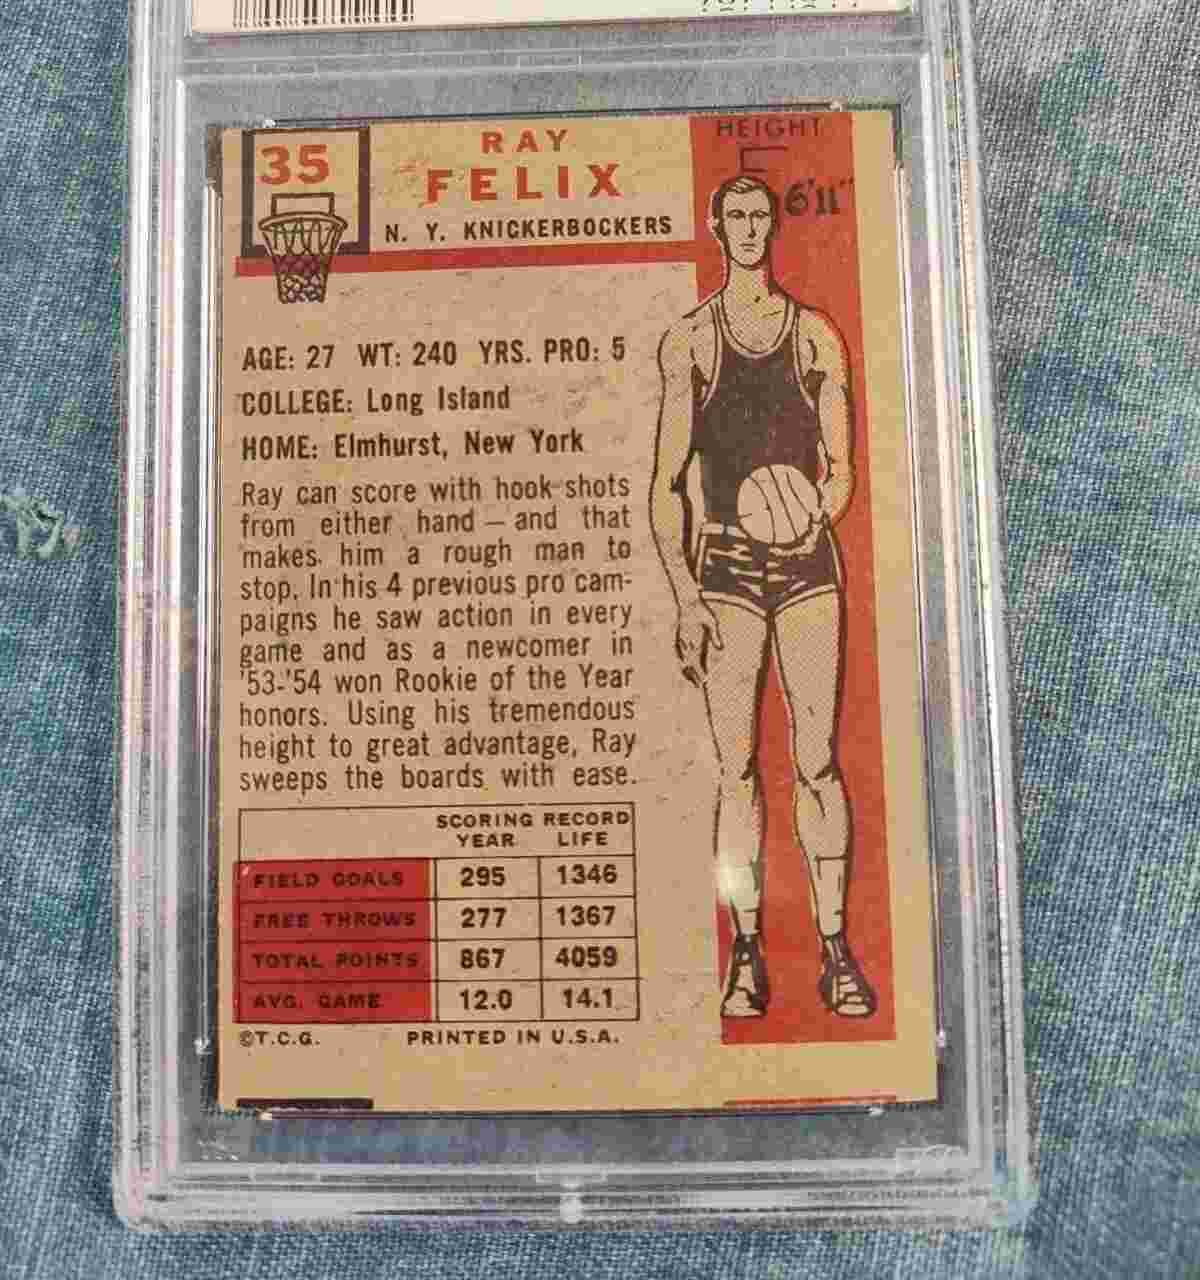 35
RAY
FELIX
N. Y. KNICKERBOCKERS
HEIGHT
6'11"
AGE: 27 WT: 240 YRS. PRO: 5
COLLEGE: Long Island
HOME: Elmhurst, New York
Ray can score with hook shots
from either hand — and that
makes him a rough man to
stop. In his 4 previous pro cam-
paigns he saw action in every
game and as a newcomer in
'53-'54 won Rookie of the Year
honors. Using his tremendous
height to great advantage, Ray
sweeps the boards with ease.
SCORING RECORD
YEAR LIFE
FIELD GOALS 295 1346
FREE THROWS 277 1367
TOTAL POINTS 867 4059
AVG. GAME 12.0 14.1
©T.C.G. PRINTED IN U.S.A.